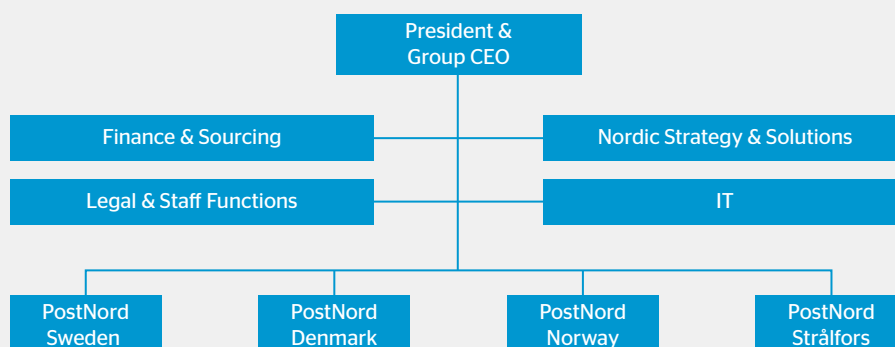 President &
Group CEO
Finance & Sourcing
Nordic Strategy & Solutions
Legal & Staff Functions
IT
PostNord
Sweden
PostNord
Denmark
PostNord
Norway
PostNord
Strålfors